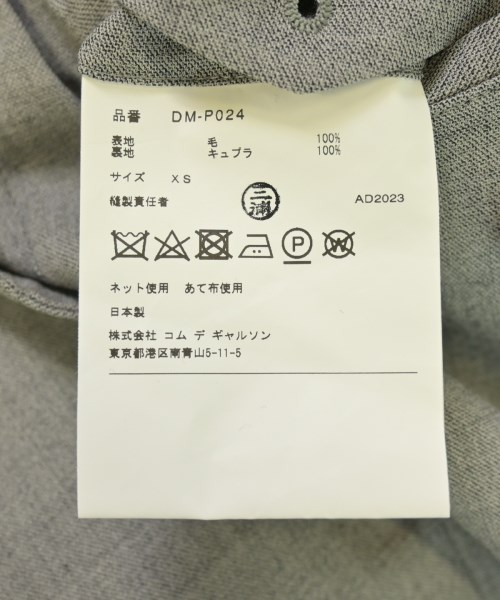 品番 DM-P024
表地 毛 100%
裏地 キュプラ 100%
サイズ XS
縫製責任者 三浦 AD2023
P W
ネット使用 あて布使用
日本製
株式会社 コム デ ギャルソン
東京都港区南青山5-11-5